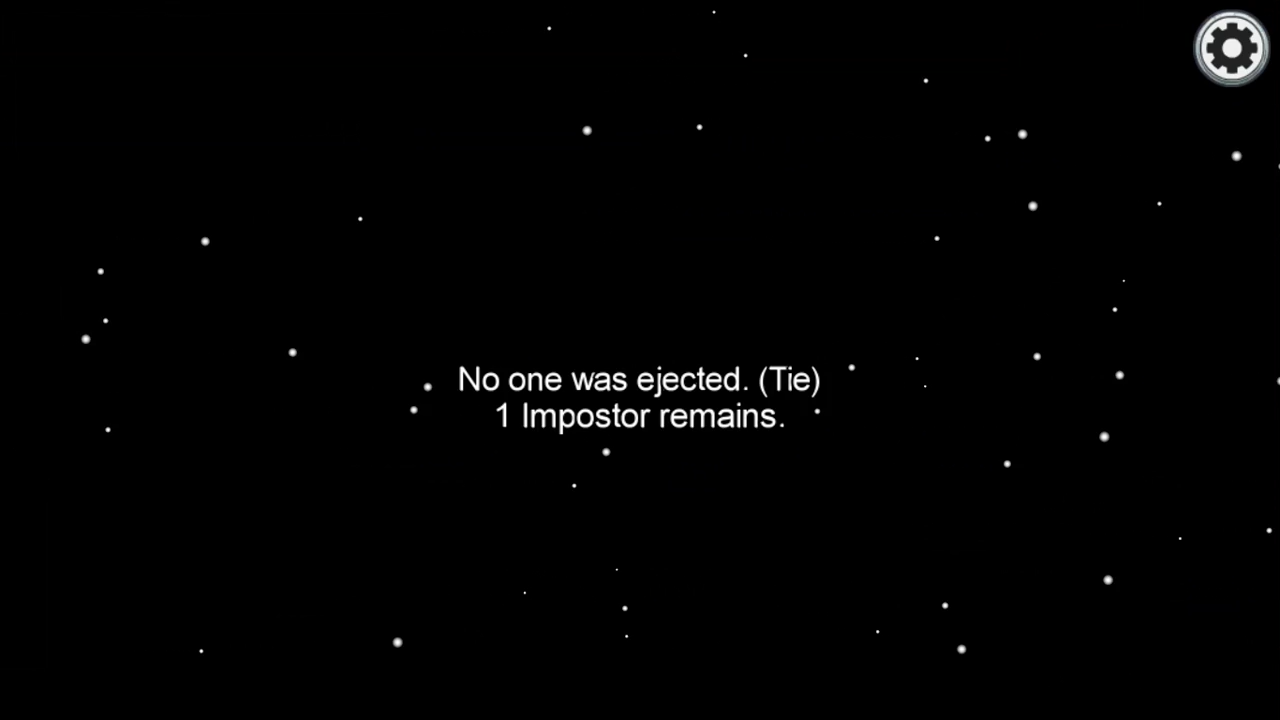 No one was ejected. (Tie)
1 Impostor remains.